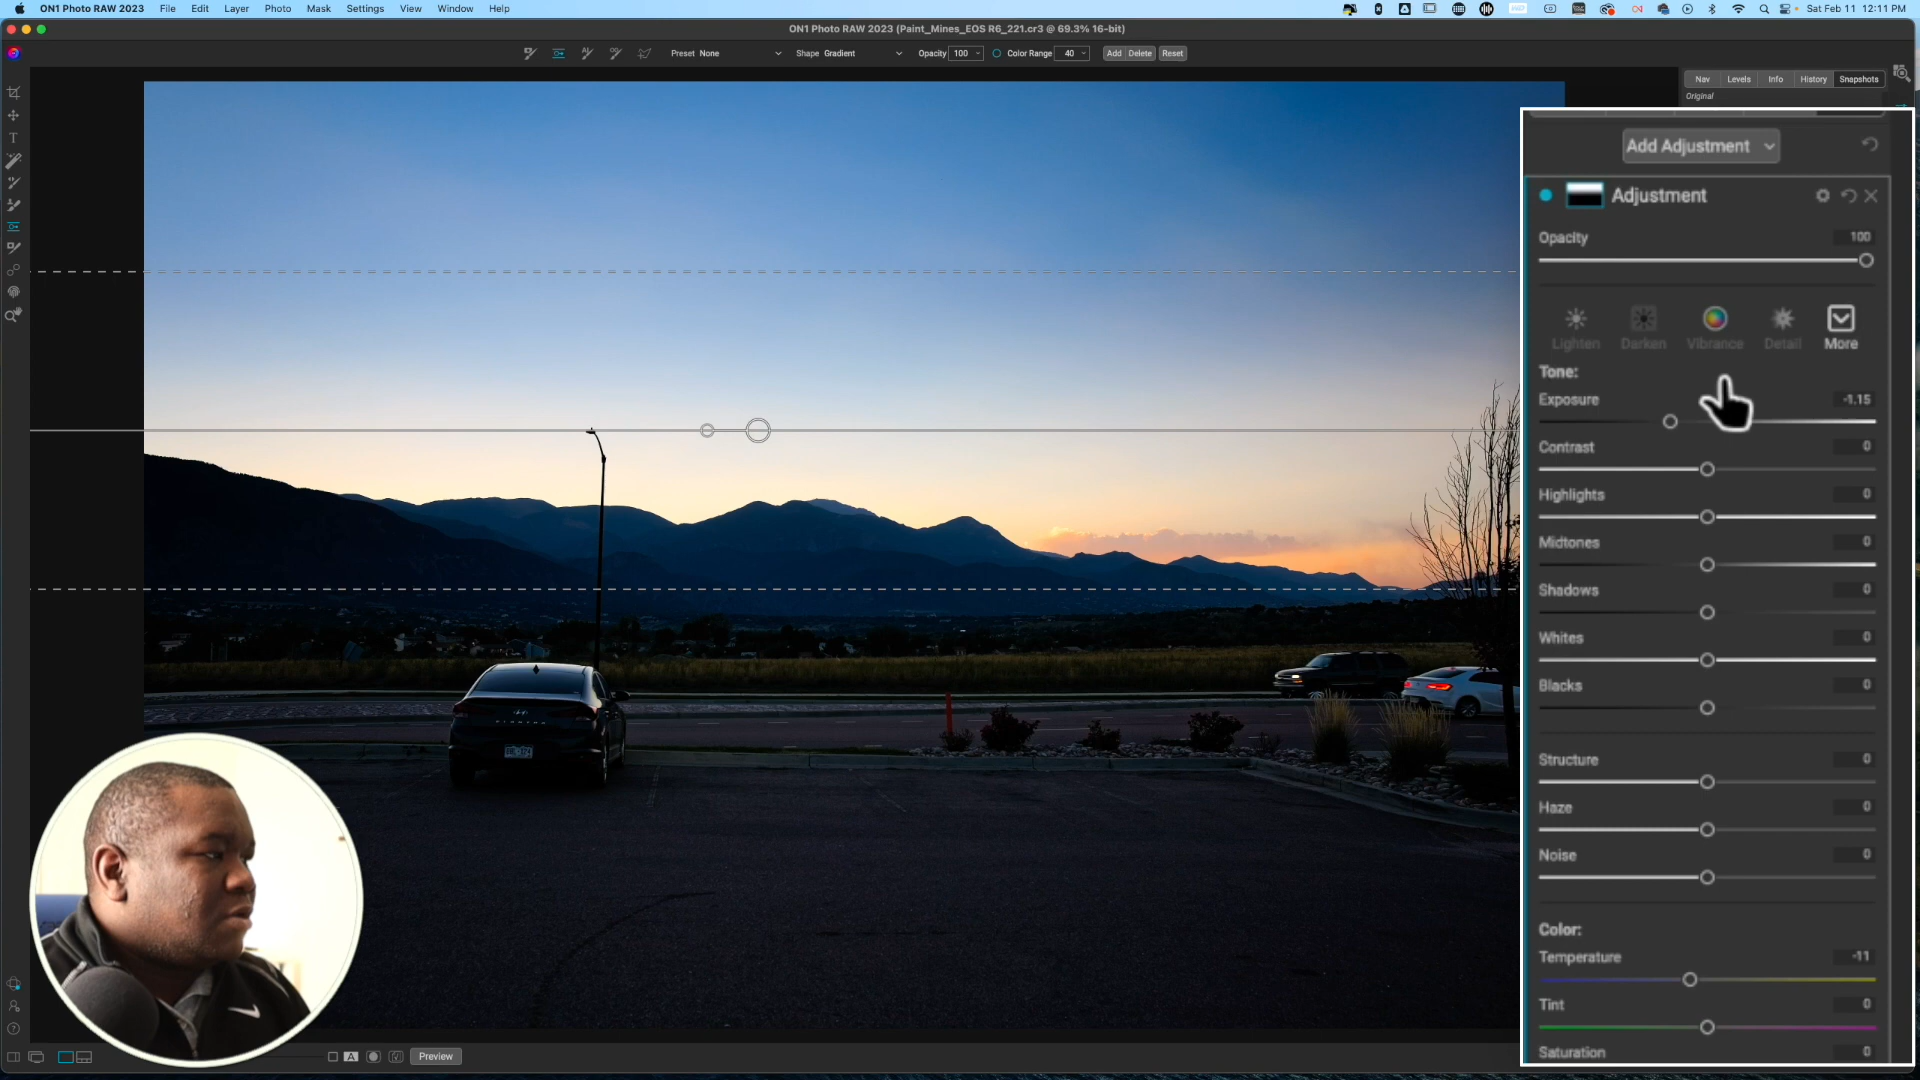 ON1 Photo RAW 2023 File Edit Layer Photo Mask Settings View Window Help Sat Feb 11 12:11 PM
ON1 Photo RAW 2023 (Paint_Mines_EOS R6_221.cr3 @ 69.3% 16-bit)
Preset None Shape Gradient Opacity 100 Color Range 40 Add Delete Reset
Nav Levels Info History Snapshots
Original
Add Adjustment
Adjustment
Opacity 100
Lighten Darken Vibrance Detail More
Tone:
Exposure -1.15
Contrast 0
Highlights 0
Midtones 0
Shadows 0
Whites 0
Blacks 0
Structure 0
Haze 0
Noise 0
Color:
Temperature -11
Tint 0
Saturation 0
A Preview